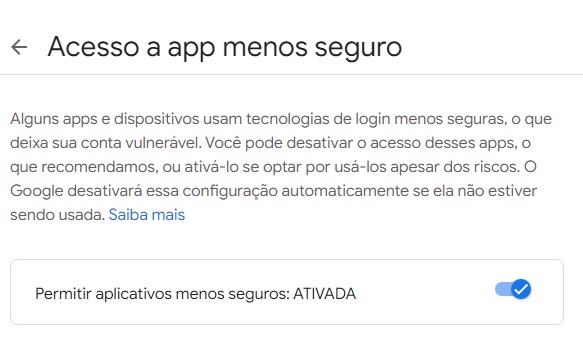 Acesso a app menos seguro
Alguns apps e dispositivos usam tecnologias de login menos seguras, o que
deixa sua conta vulnerável. Você pode desativar o acesso desses apps, o
que recomendamos, ou ativá-lo se optar por usá-los apesar dos riscos. O
Google desativará essa configuração automaticamente se ela não estiver
sendo usada. Saiba mais
Permitir aplicativos menos seguros: ATIVADA